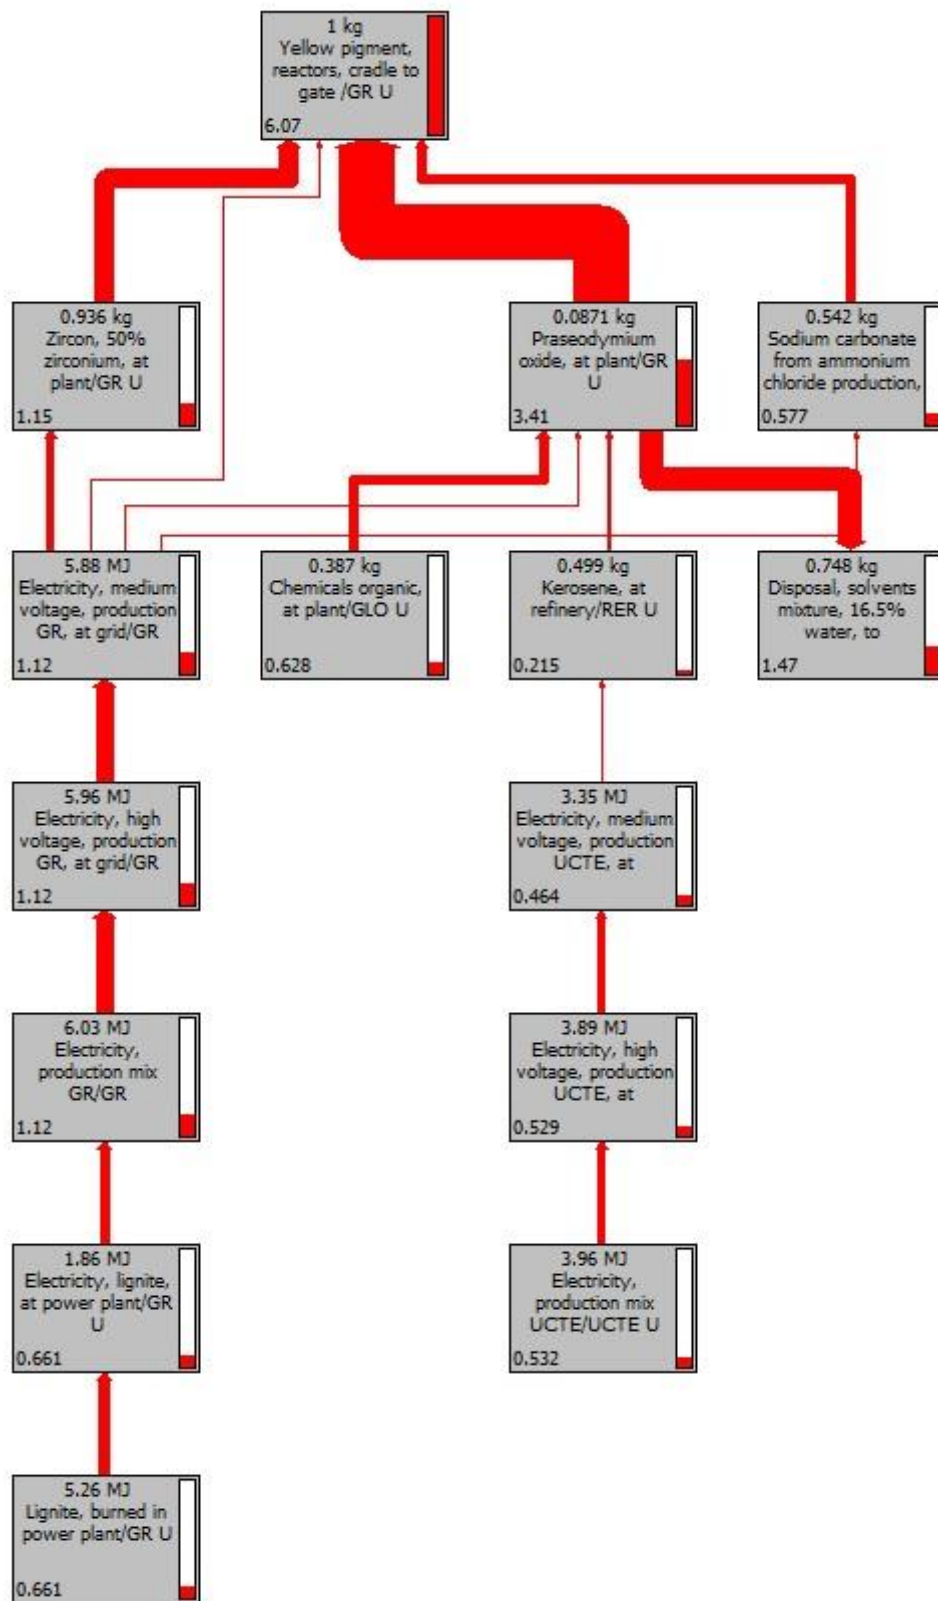 1 kg
Yellow pigment,
reactors, cradle to
gate /GR U
6.07
0.936 kg
Zircon, 50%
zirconium, at
plant/GR U
1.15
0.0871 kg
Praseodymium
oxide, at plant/GR
U
3.41
0.542 kg
Sodium carbonate
from ammonium
chloride production,
0.577
5.88 MJ
Electricity, medium
voltage, production
GR, at grid/GR
1.12
0.387 kg
Chemicals organic,
at plant/GLO U
0.628
0.499 kg
Kerosene, at
refinery/RER U
0.215
0.748 kg
Disposal, solvents
mixture, 16.5%
water, to
1.47
5.96 MJ
Electricity, high
voltage, production
GR, at grid/GR
1.12
3.35 MJ
Electricity, medium
voltage, production
UCTE, at
0.464
6.03 MJ
Electricity,
production mix
GR/GR
1.12
3.89 MJ
Electricity, high
voltage, production
UCTE, at
0.529
1.86 MJ
Electricity, lignite,
at power plant/GR
U
0.661
3.96 MJ
Electricity,
production mix
UCTE/UCTE U
0.532
5.26 MJ
Lignite, burned in
power plant/GR U
0.661